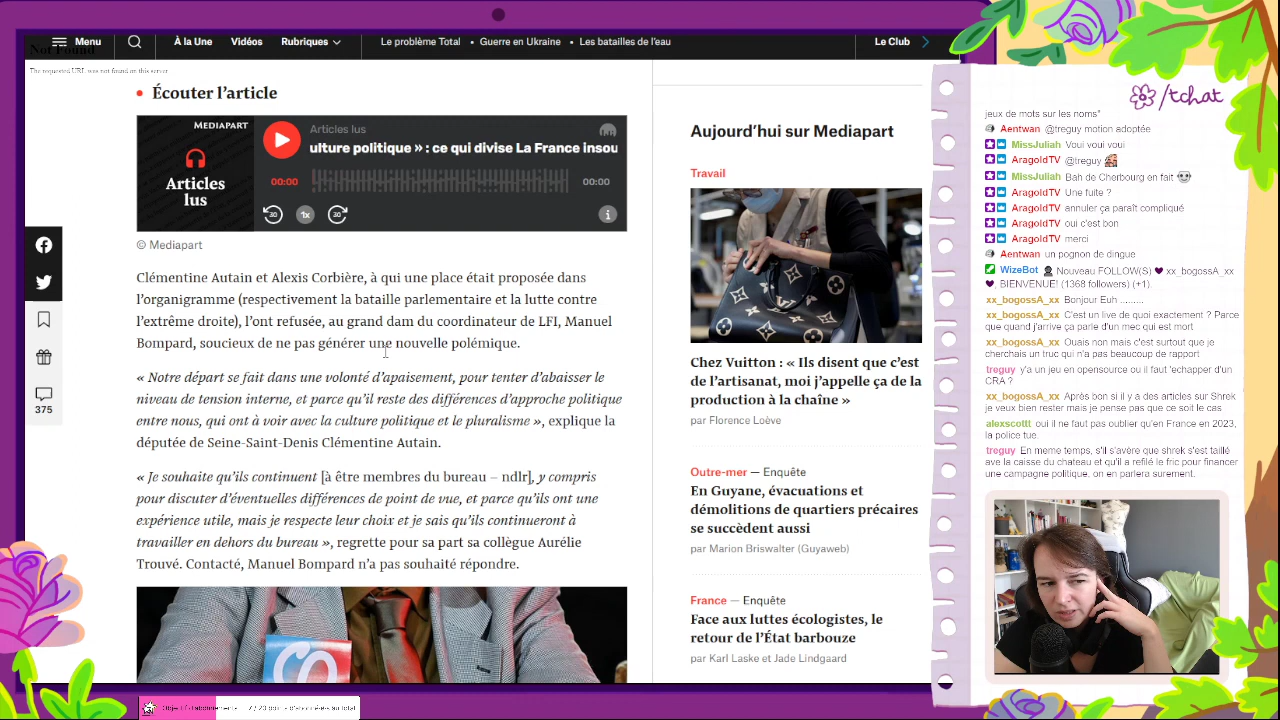 Not Found
Menu
À la Une
Vidéos
Rubriques
Le problème Total
• Guerre en Ukraine
• Les batailles de l'eau
Le Club
The requested URL was not found on this server.
• Écouter l'article
MEDIAPART
Articles lus
Articles lus
ulture politique » : ce qui divise La France insou
00:00
00:00
30
1x
30
i
© Mediapart
375
Clémentine Autain et Alexis Corbière, à qui une place était proposée dans
l'organigramme (respectivement la bataille parlementaire et la lutte contre
l'extrême droite), l'ont refusée, au grand dam du coordinateur de LFI, Manuel
Bompard, soucieux de ne pas générer une nouvelle polémique.
« Notre départ se fait dans une volonté d'apaisement, pour tenter d'abaisser le
niveau de tension interne, et parce qu'il reste des différences d'approche politique
entre nous, qui ont à voir avec la culture politique et le pluralisme », explique la
députée de Seine-Saint-Denis Clémentine Autain.
« Je souhaite qu'ils continuent [à être membres du bureau – ndlr], y compris
pour discuter d'éventuelles différences de point de vue, et parce qu'ils ont une
expérience utile, mais je respecte leur choix et je sais qu'ils continueront à
travailler en dehors du bureau », regrette pour sa part sa collègue Aurélie
Trouvé. Contacté, Manuel Bompard n'a pas souhaité répondre.
Aujourd'hui sur Mediapart
Travail
Chez Vuitton : « Ils disent que c'est
de l'artisanat, moi j'appelle ça de la
production à la chaîne »
par Florence Loève
Outre-mer — Enquête
En Guyane, évacuations et
démolitions de quartiers précaires
se succèdent aussi
par Marion Briswalter (Guyaweb)
France — Enquête
Face aux luttes écologistes, le
retour de l'État barbouze
par Karl Laske et Jade Lindgaard
/tchat
jeux de mots sur les noms"
Aentwan @treguy motion adoptée
MissJuliah Voui voui voui
AragoldTV @treguy
MissJuliah Bah de Cherbourg en fait
AragoldTV Une fuite ?
AragoldTV annuler ça paraît compliqué
AragoldTV oui c'est bon
AragoldTV merci
Aentwan un pognon de dingue
WizeBot Nouveau FOLLOW(S) ♥ xx_bogossA_xx
♥, BIENVENUE! (1368 followers) (+1).
xx_bogossA_xx Bonjour Euh ........
xx_bogossA_xx C'est un live de quoi exactement ? Parce
que quand j'arrive ça parle d'un mec qui est mort
xx_bogossA_xx Ouais non mais c'est surtout que je
cherchais un truc qui n'a pas beaucoup de rapport
treguy y'a un jeu en opensource ou il faut 'echapper d'un
CRA ?
xx_bogossA_xx Après bon si il y a des articles sur Shrek
je veux bien rester mais je pense pas que ce soit le cas
alexscottt oui il ne faut pas oublier qu'en France en 2023,
la police tue.
treguy En meme temps, s'il s'avère que shrek s'est taillé
avec la caisse du chateau et qu'il a refilé le fric pour financer
une campagne politique. on en parlera surement.